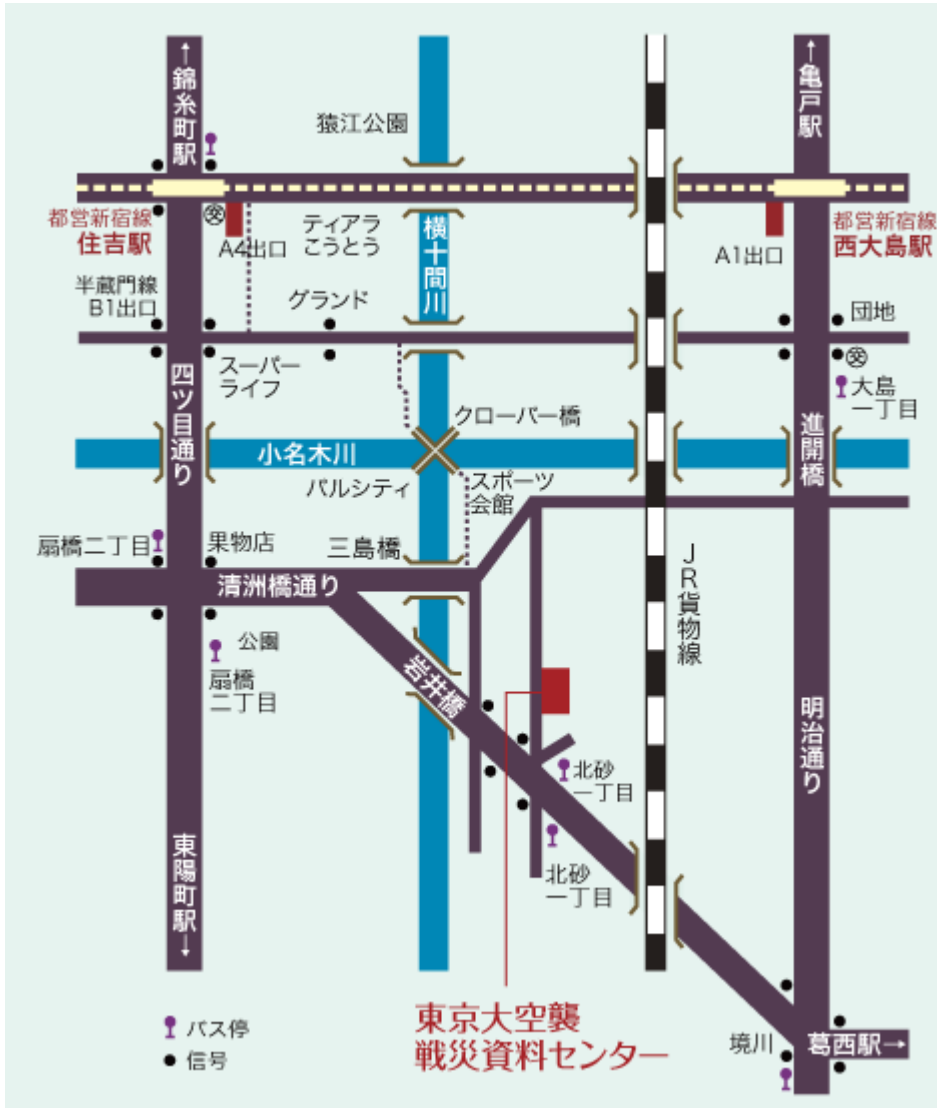 ↑錦糸町駅
↑亀戸駅
猿江公園
都営新宿線
住吉駅
交
A4出口
ティアラ
こうとう
横十間川
A1出口
都営新宿線
西大島駅
半蔵門線
B1出口
グランド
団地
交
スーパー
ライフ
大島
一丁目
四ツ目通り
クローバー橋
進開橋
小名木川
パルシティ
スポーツ
会館
扇橋二丁目
果物店
三島橋
JR貨物線
清洲橋通り
公園
扇橋
二丁目
岩井橋
明治通り
北砂
一丁目
北砂
一丁目
東陽町駅↓
東京大空襲
戦災資料センター
バス停
信号
境川
葛西駅→